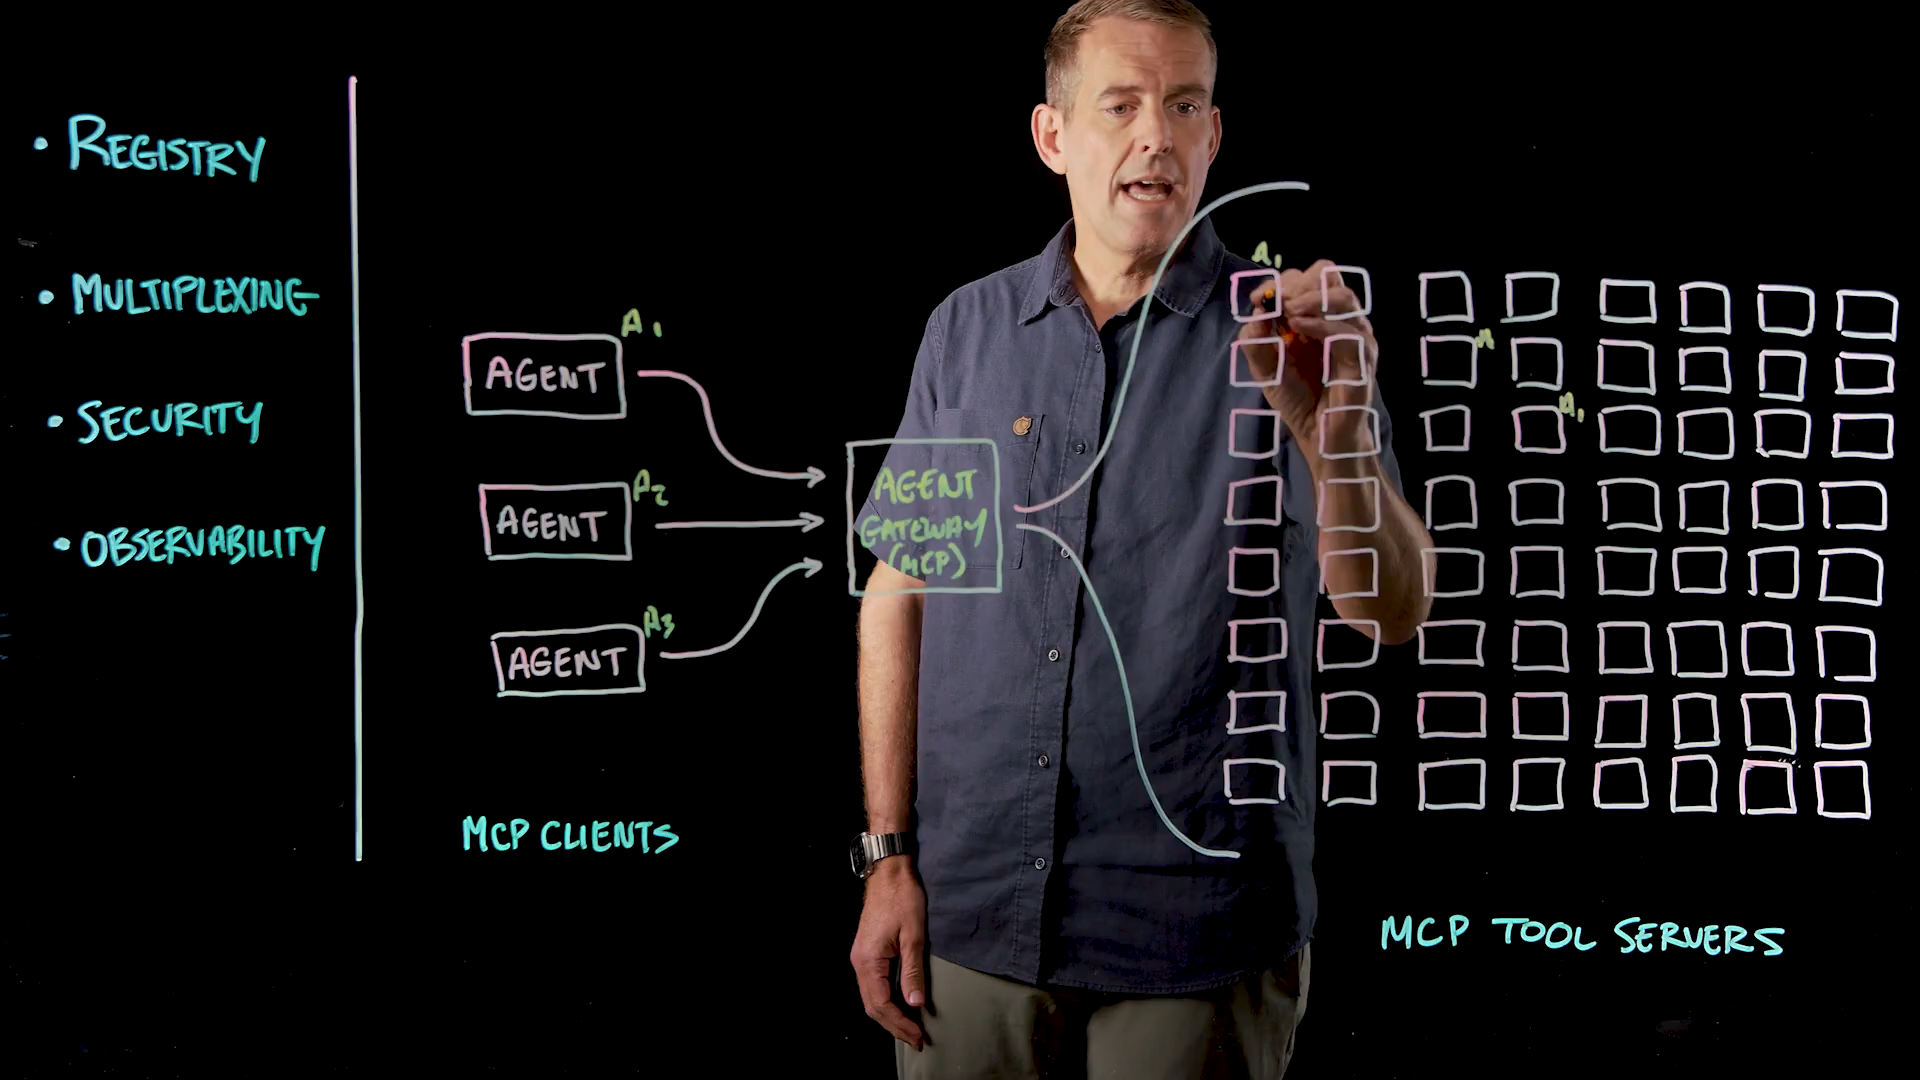 • REGISTRY
• MULTIPLEXING
• SECURITY
• OBSERVABILITY
AGENT
A1
AGENT
A2
AGENT
A3
MCP CLIENTS
AGENT
GATEWAY
(MCP)
A1
A1
MCP TOOL SERVERS